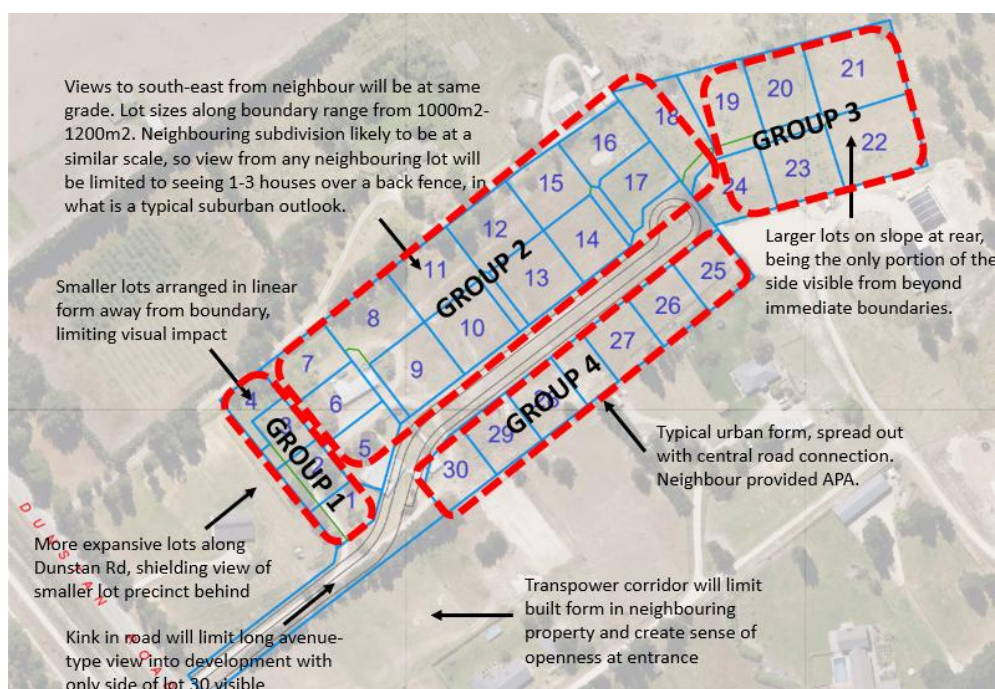 Views to south-east from neighbour will be at same
grade. Lot sizes along boundary range from 1000m2-
1200m2. Neighbouring subdivision likely to be at a
similar scale, so view from any neighbouring lot will
be limited to seeing 1-3 houses over a back fence, in
what is a typical suburban outlook.
Smaller lots arranged in linear
form away from boundary,
limiting visual impact
More expansive lots along
Dunstan Rd, shielding view of
smaller lot precinct behind
Kink in road will limit long avenue-
type view into development with
only side of lot 30 visible
Larger lots on slope at rear,
being the only portion of the
side visible from beyond
immediate boundaries.
Typical urban form, spread out
with central road connection.
Neighbour provided APA.
Transpower corridor will limit
built form in neighbouring
property and create sense of
openness at entrance
GROUP 1
GROUP 2
GROUP 3
GROUP 4
1
4
5
6
7
8
9
10
11
12
13
14
15
16
17
18
19
20
21
22
23
24
25
26
27
29
30
DUNSTAN